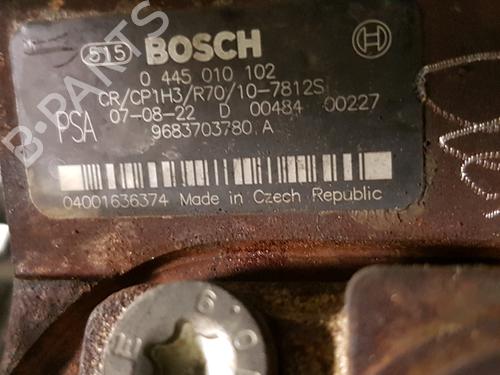 515 BOSCH
0 445 010 102
CR/CP1H3/R70/10-7812S
PSA 07-08-22 D 00484 00227
9683703780 A
04001636374 Made in Czech Republic
B-PARTS